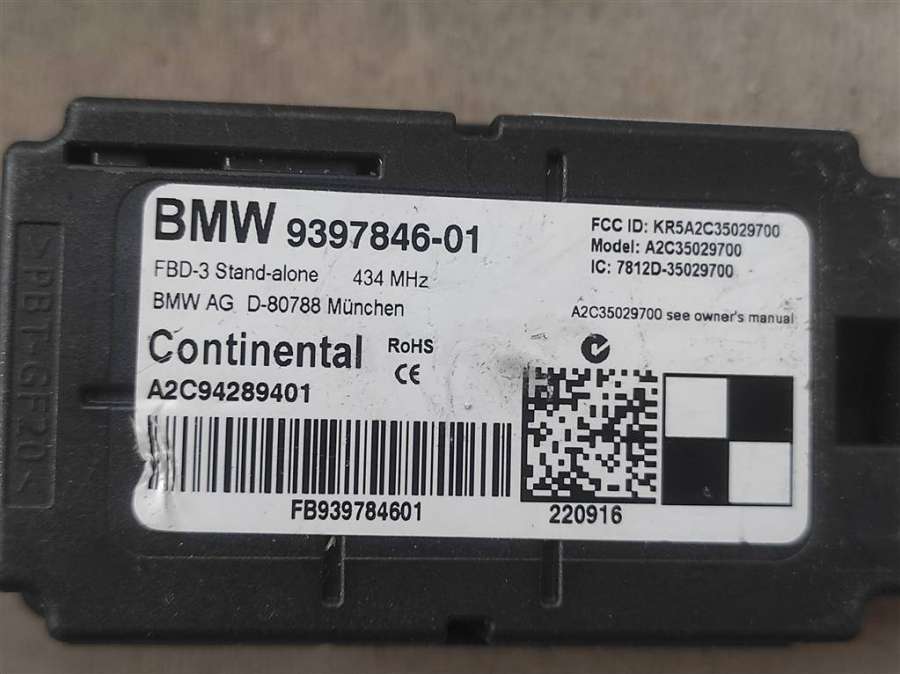 BMW 9397846-01
FBD-3 Stand-alone 434 MHz
BMW AG D-80788 München
FCC ID: KR5A2C35029700
Model: A2C35029700
IC: 7812D-35029700
A2C35029700 see owner's manual
Continental RoHS
CE
A2C94289401
FB939784601
220916
>PBT-GF20<